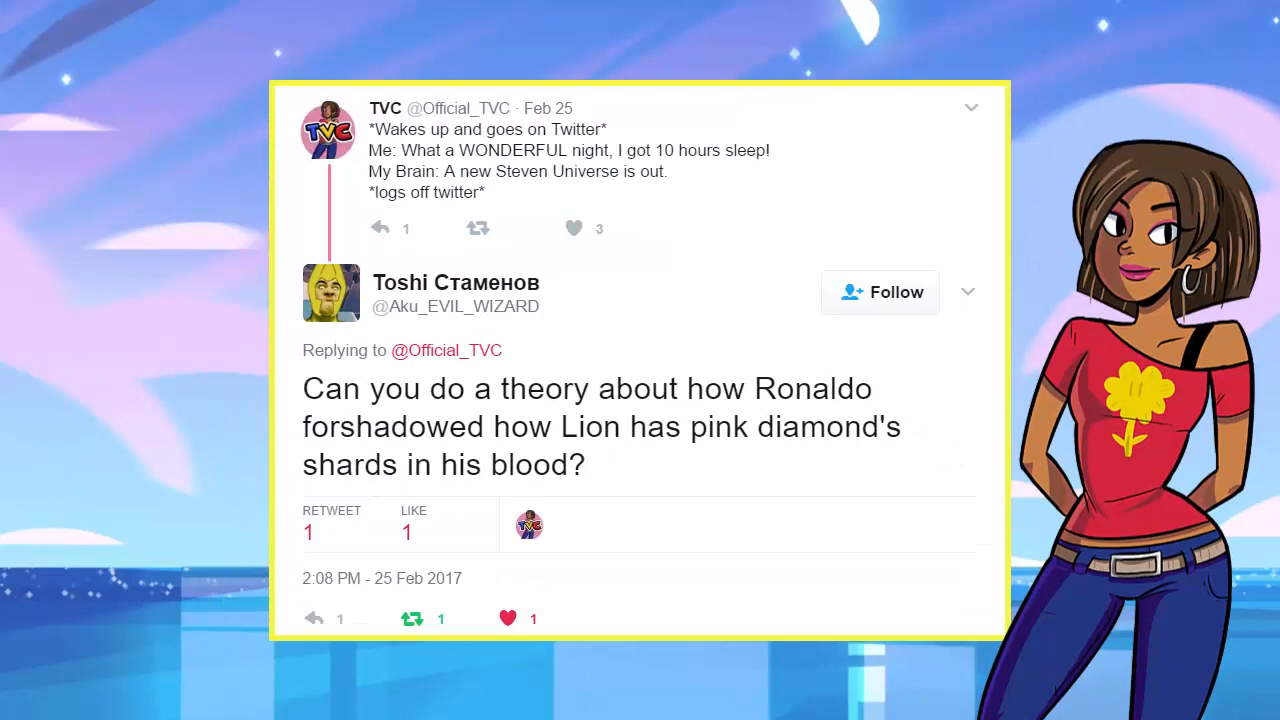 TVC @Official_TVC · Feb 25
*Wakes up and goes on Twitter*
Me: What a WONDERFUL night, I got 10 hours sleep!
My Brain: A new Steven Universe is out.
*logs off twitter*
1 3
TVC
Toshi Стаменов
@Aku_EVIL_WIZARD
Follow
Replying to @Official_TVC
Can you do a theory about how Ronaldo
forshadowed how Lion has pink diamond's
shards in his blood?
RETWEET LIKE
1 1
TVC
2:08 PM - 25 Feb 2017
1 1 1